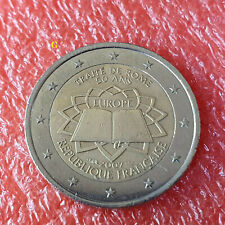 TRAITÉ DE ROME
50 ANS
EUROPE
2007
RÉPUBLIQUE FRANÇAISE